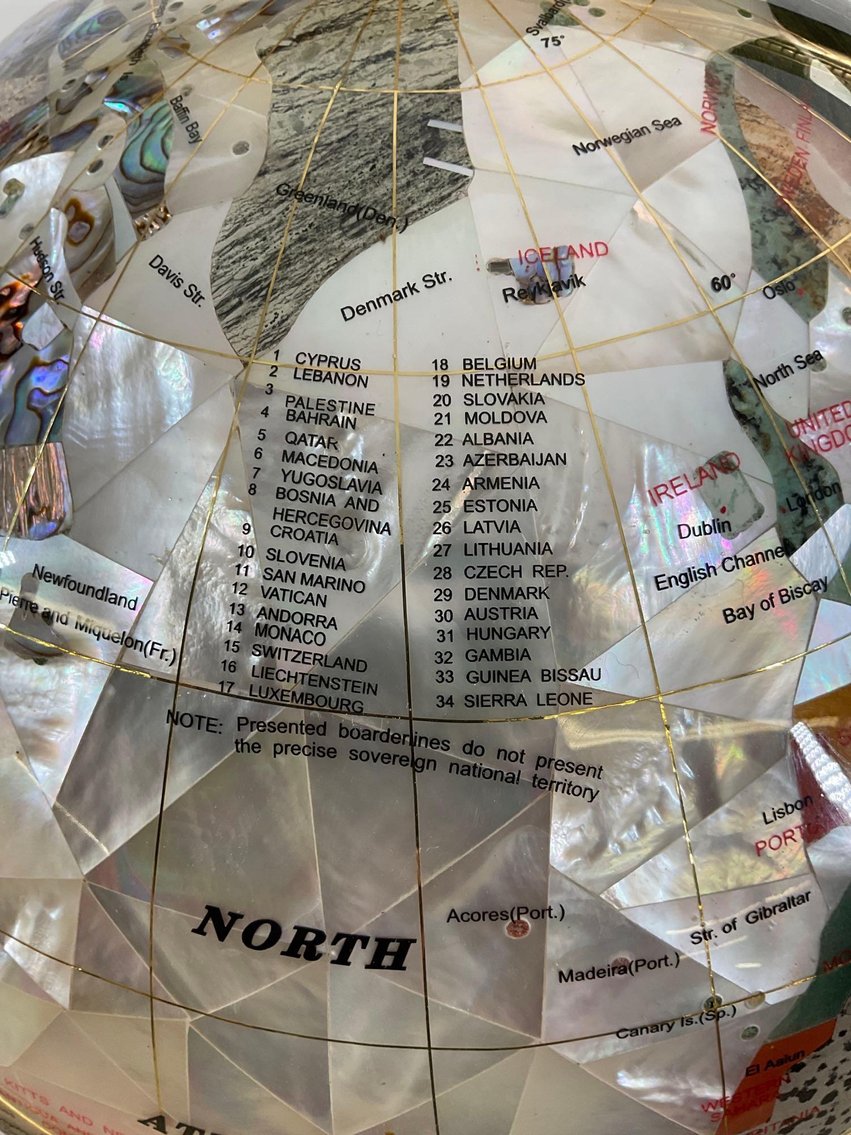 75°
Baffin Bay
Norwegian Sea
Greenland(Den.)
ICELAND
Hudson Str.
Davis Str.
Denmark Str.
Reykjavik
60°
Oslo
North Sea
1 CYPRUS
2 LEBANON
3 PALESTINE
4 BAHRAIN
5 QATAR
6 MACEDONIA
7 YUGOSLAVIA
8 BOSNIA AND
HERCEGOVINA
9 CROATIA
10 SLOVENIA
11 SAN MARINO
12 VATICAN
13 ANDORRA
14 MONACO
15 SWITZERLAND
16 LIECHTENSTEIN
17 LUXEMBOURG
18 BELGIUM
19 NETHERLANDS
20 SLOVAKIA
21 MOLDOVA
22 ALBANIA
23 AZERBAIJAN
24 ARMENIA
25 ESTONIA
26 LATVIA
27 LITHUANIA
28 CZECH REP.
29 DENMARK
30 AUSTRIA
31 HUNGARY
32 GAMBIA
33 GUINEA BISSAU
34 SIERRA LEONE
UNITED
KINGDO
IRELAND
London
Dublin
English Channel
Bay of Biscay
Newfoundland
Pierre and Miquelon(Fr.)
NOTE: Presented boarderlines do not present
the precise sovereign national territory
Lisbon
PORT
NORTH
Acores(Port.)
Str. of Gibraltar
Madeira(Port.)
Canary Is.(Sp.)
El Aaiun
WESTERN
SAHARA
KITTS AND NE